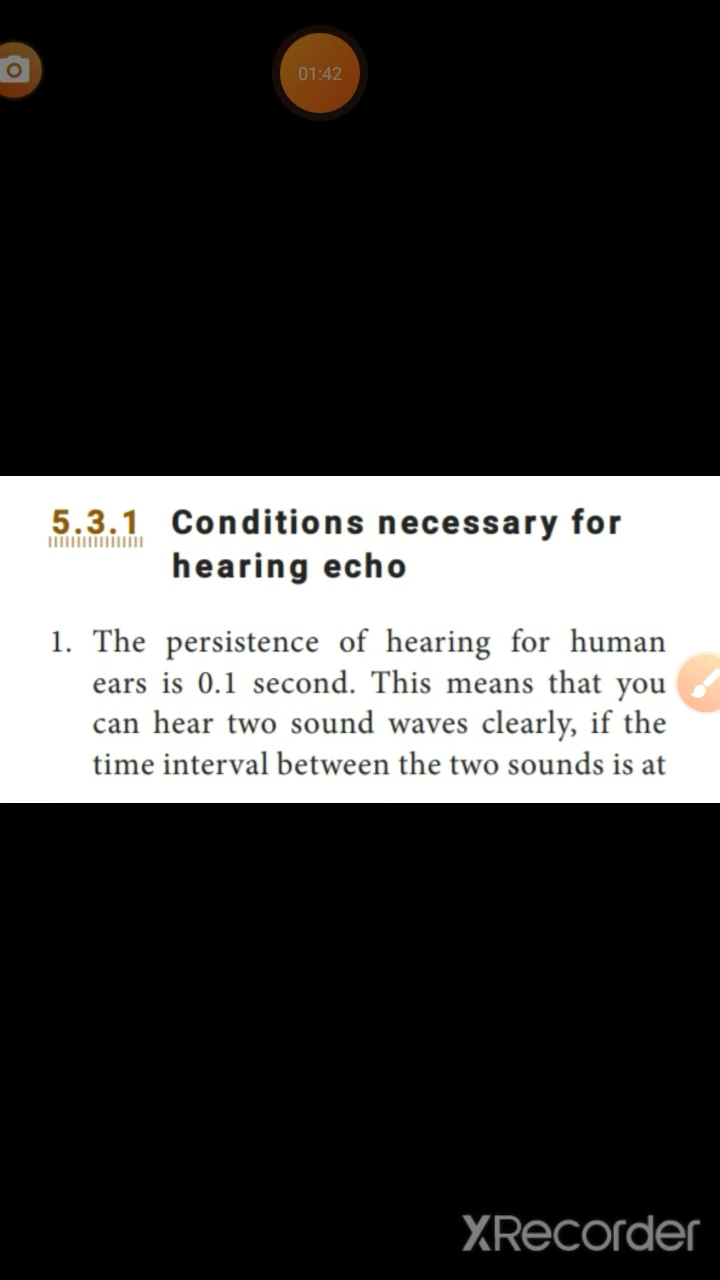 01:42
5.3.1 Conditions necessary for
hearing echo
1. The persistence of hearing for human
ears is 0.1 second. This means that you
can hear two sound waves clearly, if the
time interval between the two sounds is at
XRecorder